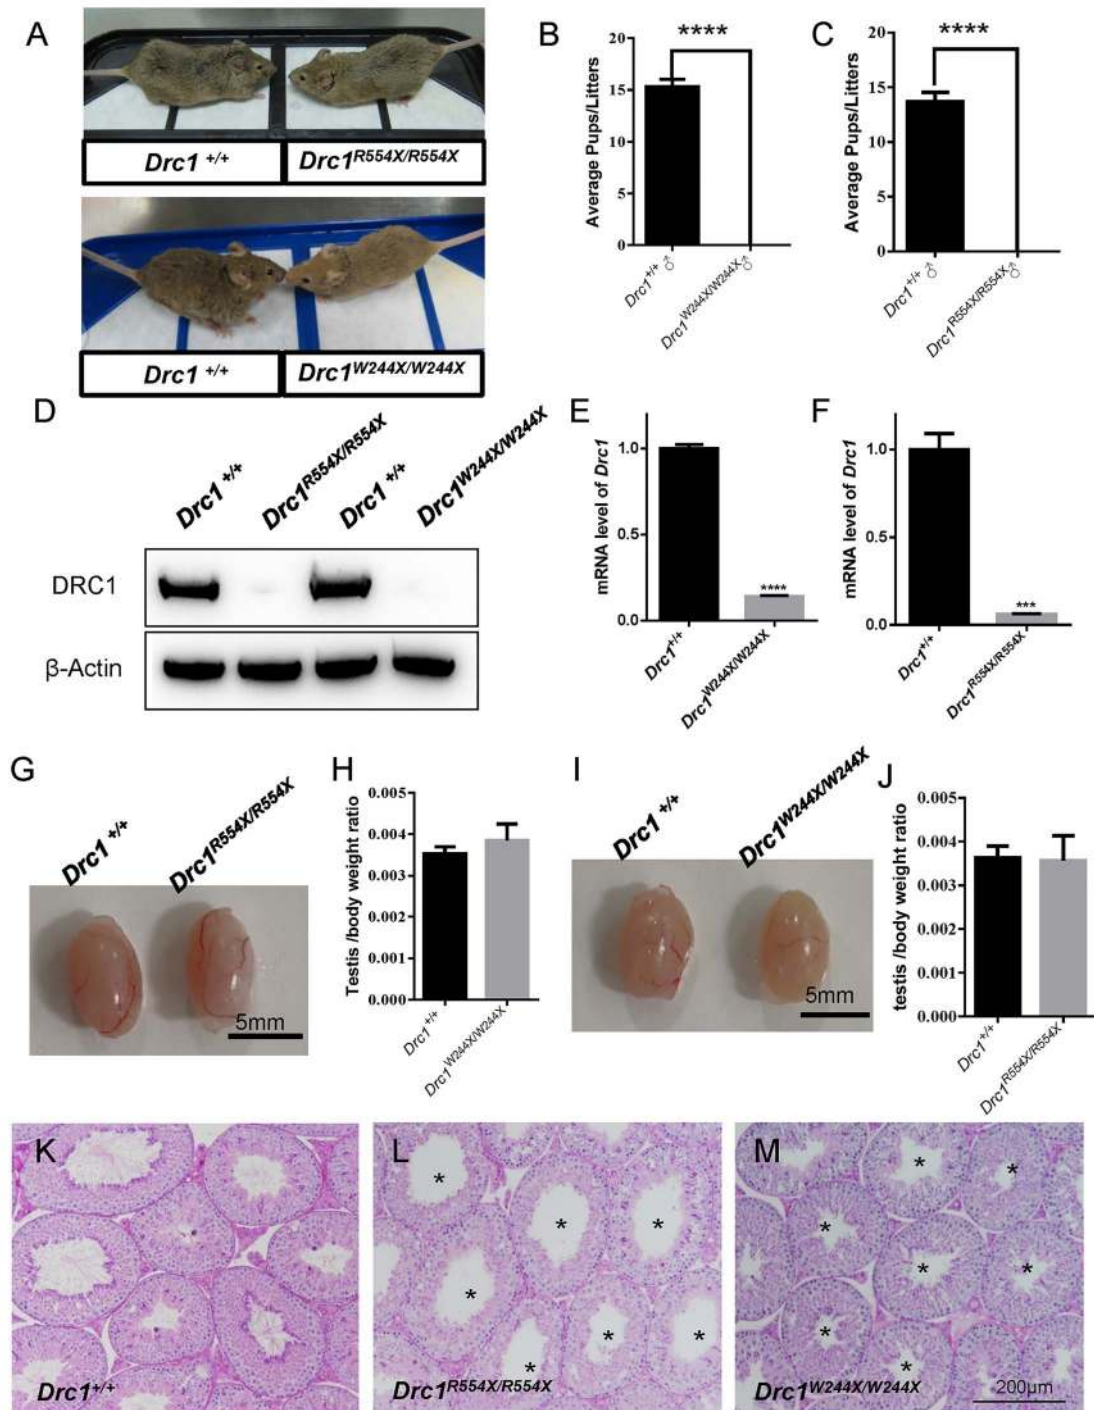 A
Drc1 +/+
Drc1 R554X/R554X
Drc1 +/+
Drc1 W244X/W244X
B
****
Average Pups/Litters
20
15
10
5
0
Drc1+/+ ♂
Drc1W244X/W244X♂
C
****
Average Pups/Litters
20
15
10
5
0
Drc1+/+ ♂
Drc1R554X/R554X♂
D
Drc1 +/+
Drc1R554X/R554X
Drc1 +/+
Drc1W244X/W244X
DRC1
β-Actin
E
mRNA level of Drc1
1.0
0.5
0.0
****
Drc1+/+
Drc1W244X/W244X
F
mRNA level of Drc1
1.0
0.5
0.0
***
Drc1+/+
Drc1R554X/R554X
G
Drc1 +/+
Drc1R554X/R554X
5mm
H
Testis /body weight ratio
0.005
0.004
0.003
0.002
0.001
0.000
Drc1+/+
Drc1W244X/W244X
I
Drc1 +/+
Drc1W244X/W244X
5mm
J
testis /body weight ratio
0.005
0.004
0.003
0.002
0.001
0.000
Drc1+/+
Drc1R554X/R554X
K
Drc1+/+
L
* * * * * * *
Drc1R554X/R554X
M
* * * * * * *
Drc1W244X/W244X
200μm